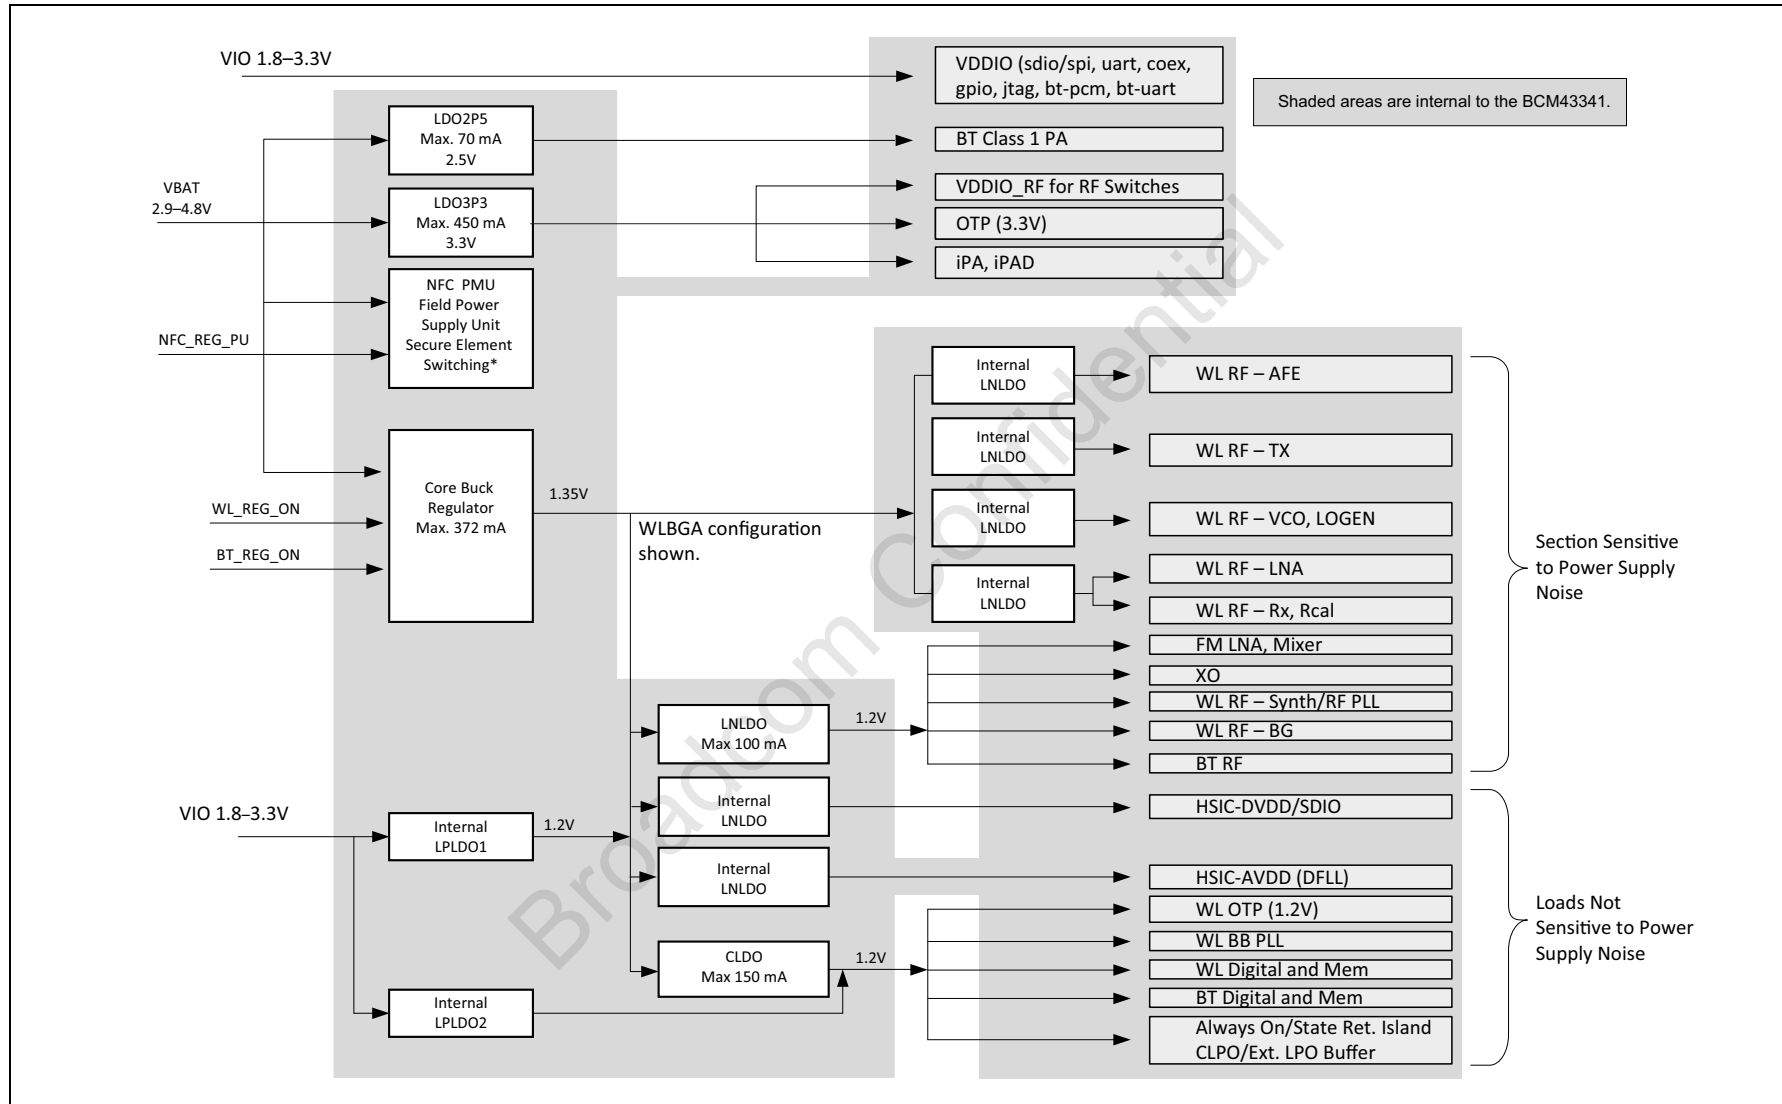 VIO 1.8–3.3V
VDDIO (sdio/spi, uart, coex,
gpio, jtag, bt-pcm, bt-uart
Shaded areas are internal to the BCM43341.
LDO2P5
Max. 70 mA
2.5V
BT Class 1 PA
VBAT
2.9–4.8V
LDO3P3
Max. 450 mA
3.3V
VDDIO_RF for RF Switches
OTP (3.3V)
iPA, iPAD
NFC PMU
Field Power
Supply Unit
Secure Element
Switching*
NFC_REG_PU
Core Buck
Regulator
Max. 372 mA
WL_REG_ON
BT_REG_ON
1.35V
WLBGA configuration
shown.
Internal
LNLDO
WL RF – AFE
Internal
LNLDO
WL RF – TX
Internal
LNLDO
WL RF – VCO, LOGEN
Internal
LNLDO
WL RF – LNA
WL RF – Rx, Rcal
FM LNA, Mixer
XO
WL RF – Synth/RF PLL
WL RF – BG
BT RF
Section Sensitive
to Power Supply
Noise
LNLDO
Max 100 mA
1.2V
VIO 1.8–3.3V
Internal
LPLDO1
1.2V
Internal
LNLDO
HSIC-DVDD/SDIO
Internal
LNLDO
HSIC-AVDD (DFLL)
CLDO
Max 150 mA
1.2V
Internal
LPLDO2
WL OTP (1.2V)
WL BB PLL
WL Digital and Mem
BT Digital and Mem
Always On/State Ret. Island
CLPO/Ext. LPO Buffer
Loads Not
Sensitive to Power
Supply Noise
Broadcom Confidential